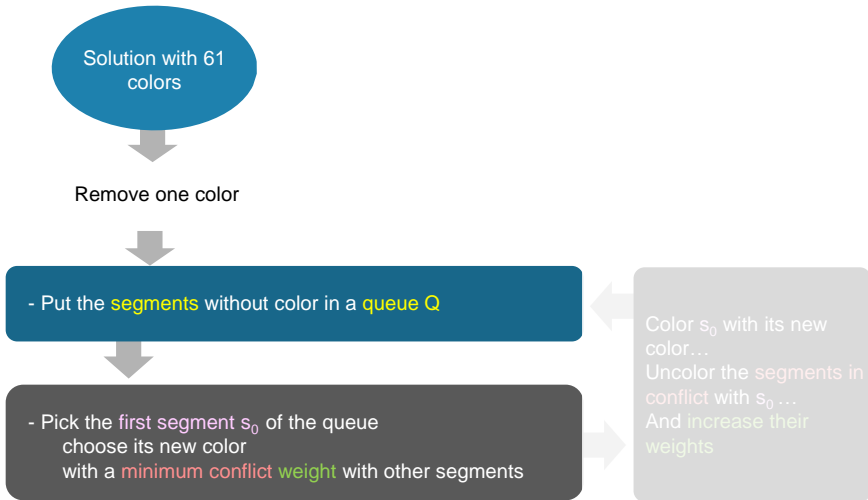 Solution with 61
colors
Remove one color
- Put the segments without color in a queue Q
- Pick the first segment s₀ of the queue
choose its new color
with a minimum conflict weight with other segments
Color s₀ with its new
color…
Uncolor the segments in
conflict with s₀ …
And increase their
weights